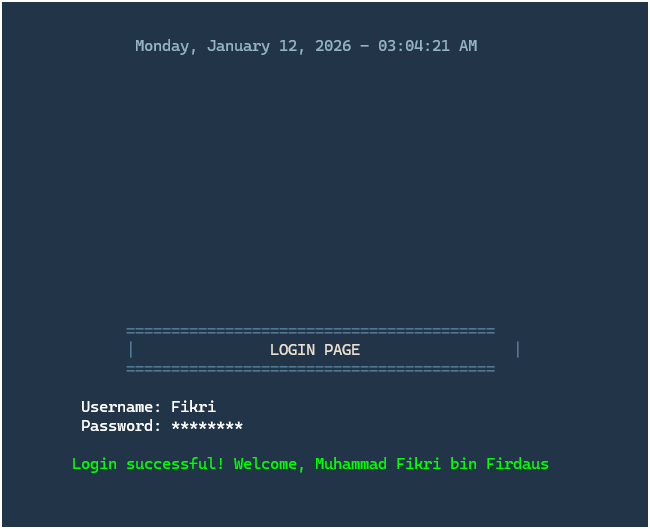 Monday, January 12, 2026 - 03:04:21 AM
=========================================
| LOGIN PAGE |
=========================================
Username: Fikri
Password: ********
Login successful! Welcome, Muhammad Fikri bin Firdaus